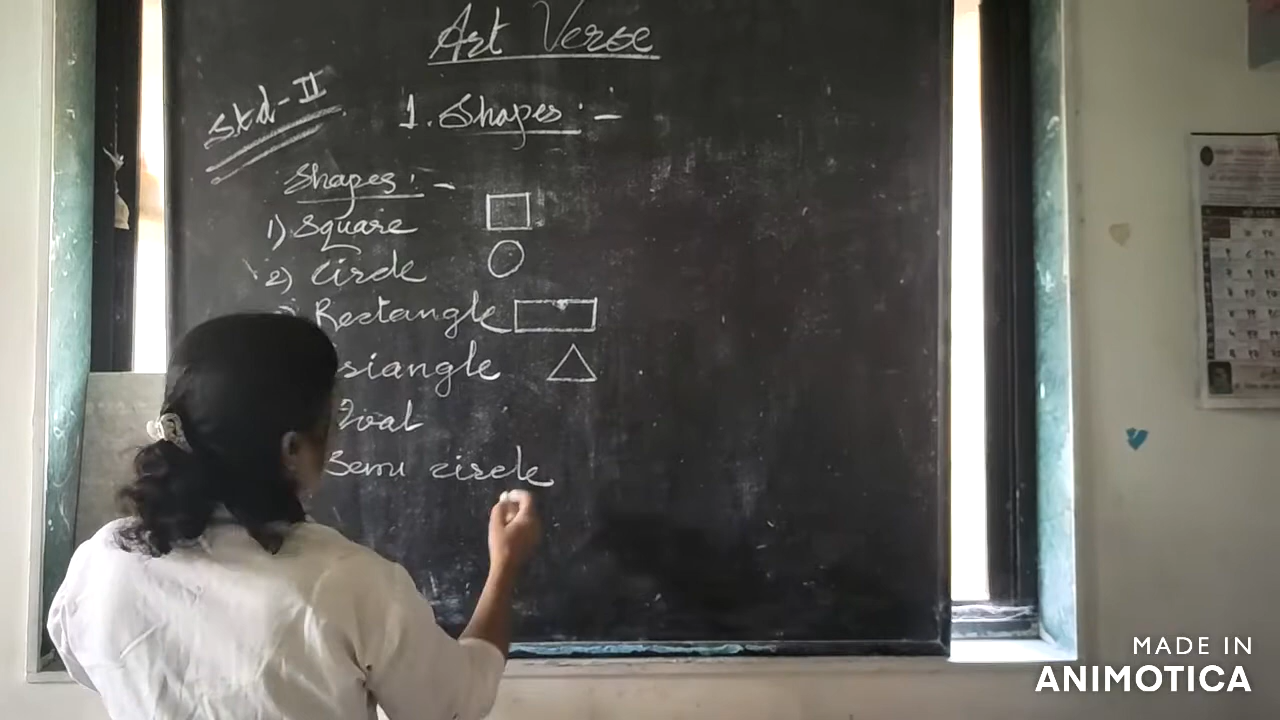 Art Verse
Std-II
1. Shapes :-
Shapes :-
1) Square
2) Circle
Rectangle
riangle
Oval
Semi circle
MADE IN
ANIMOTICA